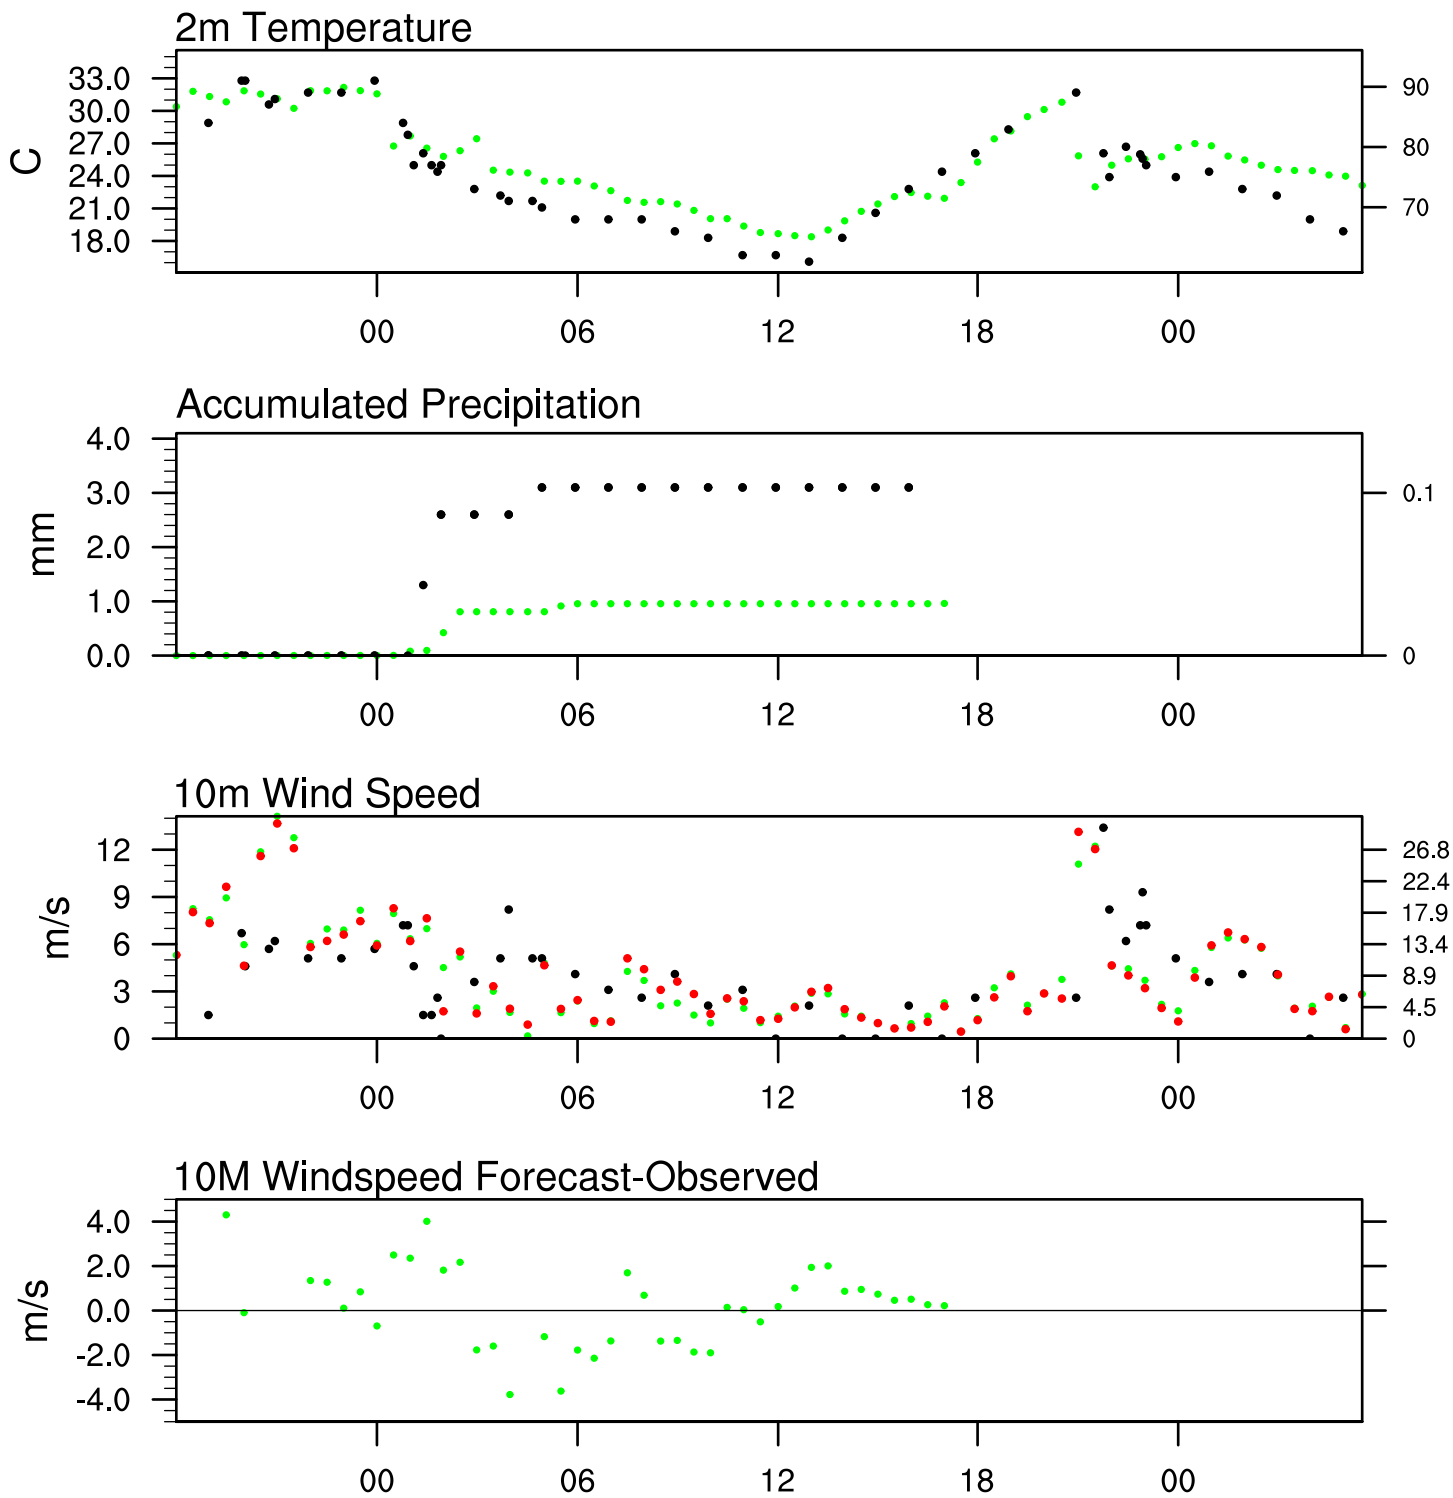 2m Temperature
33.0
30.0
27.0
24.0
21.0
18.0
C
90
80
70
00 06 12 18 00
Accumulated Precipitation
4.0
3.0
2.0
1.0
0.0
mm
0.1
0
00 06 12 18 00
10m Wind Speed
12
9
6
3
0
m/s
26.8
22.4
17.9
13.4
8.9
4.5
0
00 06 12 18 00
10M Windspeed Forecast-Observed
4.0
2.0
0.0
-2.0
-4.0
m/s
00 06 12 18 00